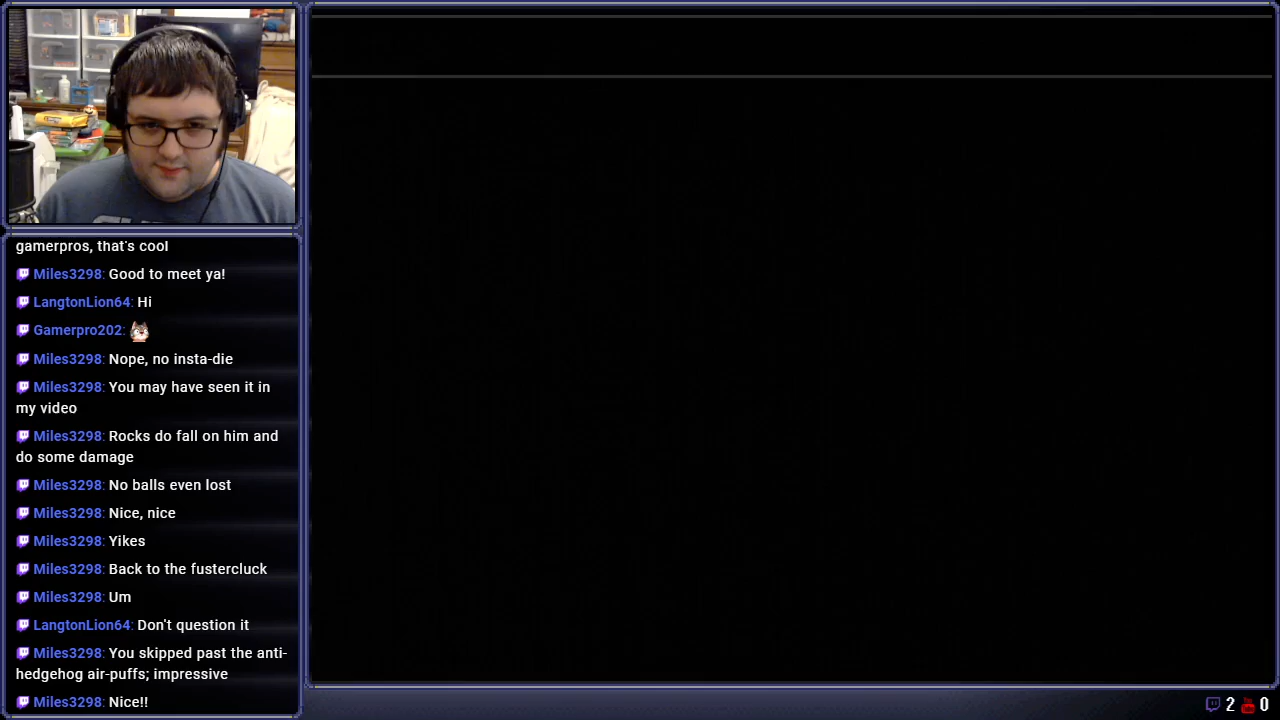 gamerpros, that's cool
Miles3298: Good to meet ya!
LangtonLion64: Hi
Gamerpro202:
Miles3298: Nope, no insta-die
Miles3298: You may have seen it in
my video
Miles3298: Rocks do fall on him and
do some damage
Miles3298: No balls even lost
Miles3298: Nice, nice
Miles3298: Yikes
Miles3298: Back to the fustercluck
Miles3298: Um
LangtonLion64: Don't question it
Miles3298: You skipped past the anti-
hedgehog air-puffs; impressive
Miles3298: Nice!!
2 0